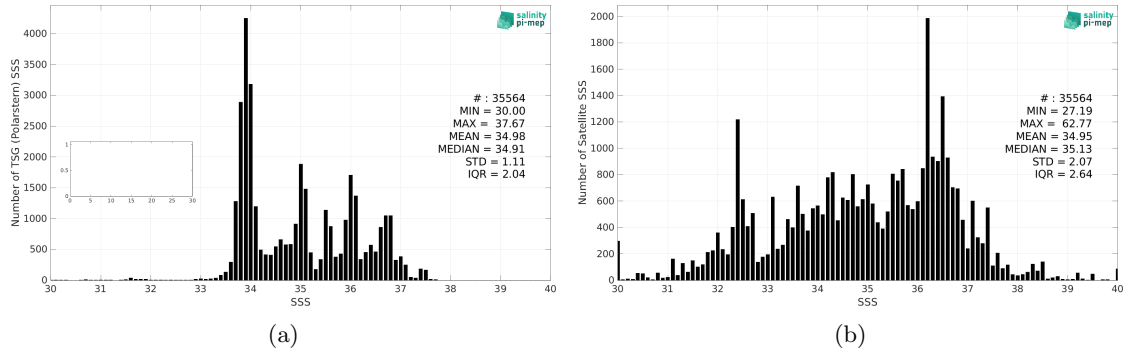 salinity
pi-mep
Number of TSG (Polarstern) SSS
4000
3500
3000
2500
2000
1500
1000
500
0
# : 35564
MIN = 30.00
MAX = 37.67
MEAN = 34.98
MEDIAN = 34.91
STD = 1.11
IQR = 2.04
1
0.5
0
0 5 10 15 20 25 30
30 31 32 33 34 35 36 37 38 39 40
SSS
(a)
salinity
pi-mep
Number of Satellite SSS
2000
1800
1600
1400
1200
1000
800
600
400
200
0
# : 35564
MIN = 27.19
MAX = 62.77
MEAN = 34.95
MEDIAN = 35.13
STD = 2.07
IQR = 2.64
30 31 32 33 34 35 36 37 38 39 40
SSS
(b)